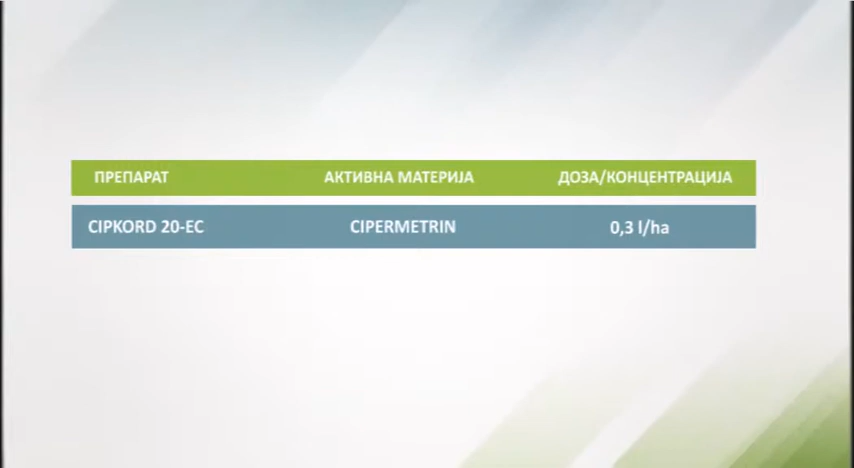 ПРЕПАРАТ АКТИВНА МАТЕРИЈА ДОЗА/КОНЦЕНТРАЦИЈА
CIPKORD 20-EC CIPERMETRIN 0,3 l/ha